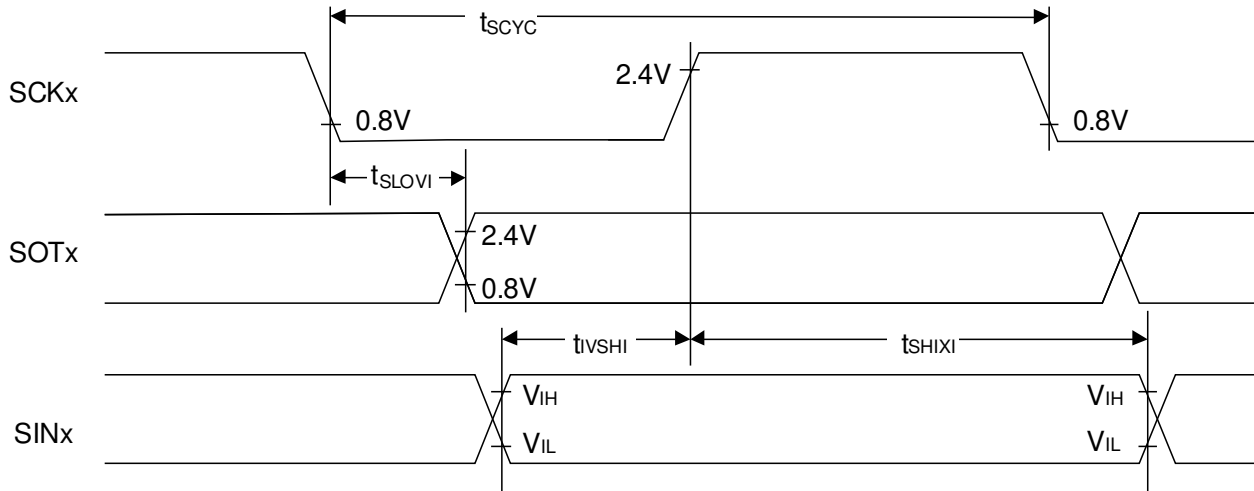 tSCYC
SCKx
2.4V
0.8V
0.8V
tSLOVI
SOTx
2.4V
0.8V
tIVSHI
tSHIXI
SINx
VIH
VIH
VIL
VIL